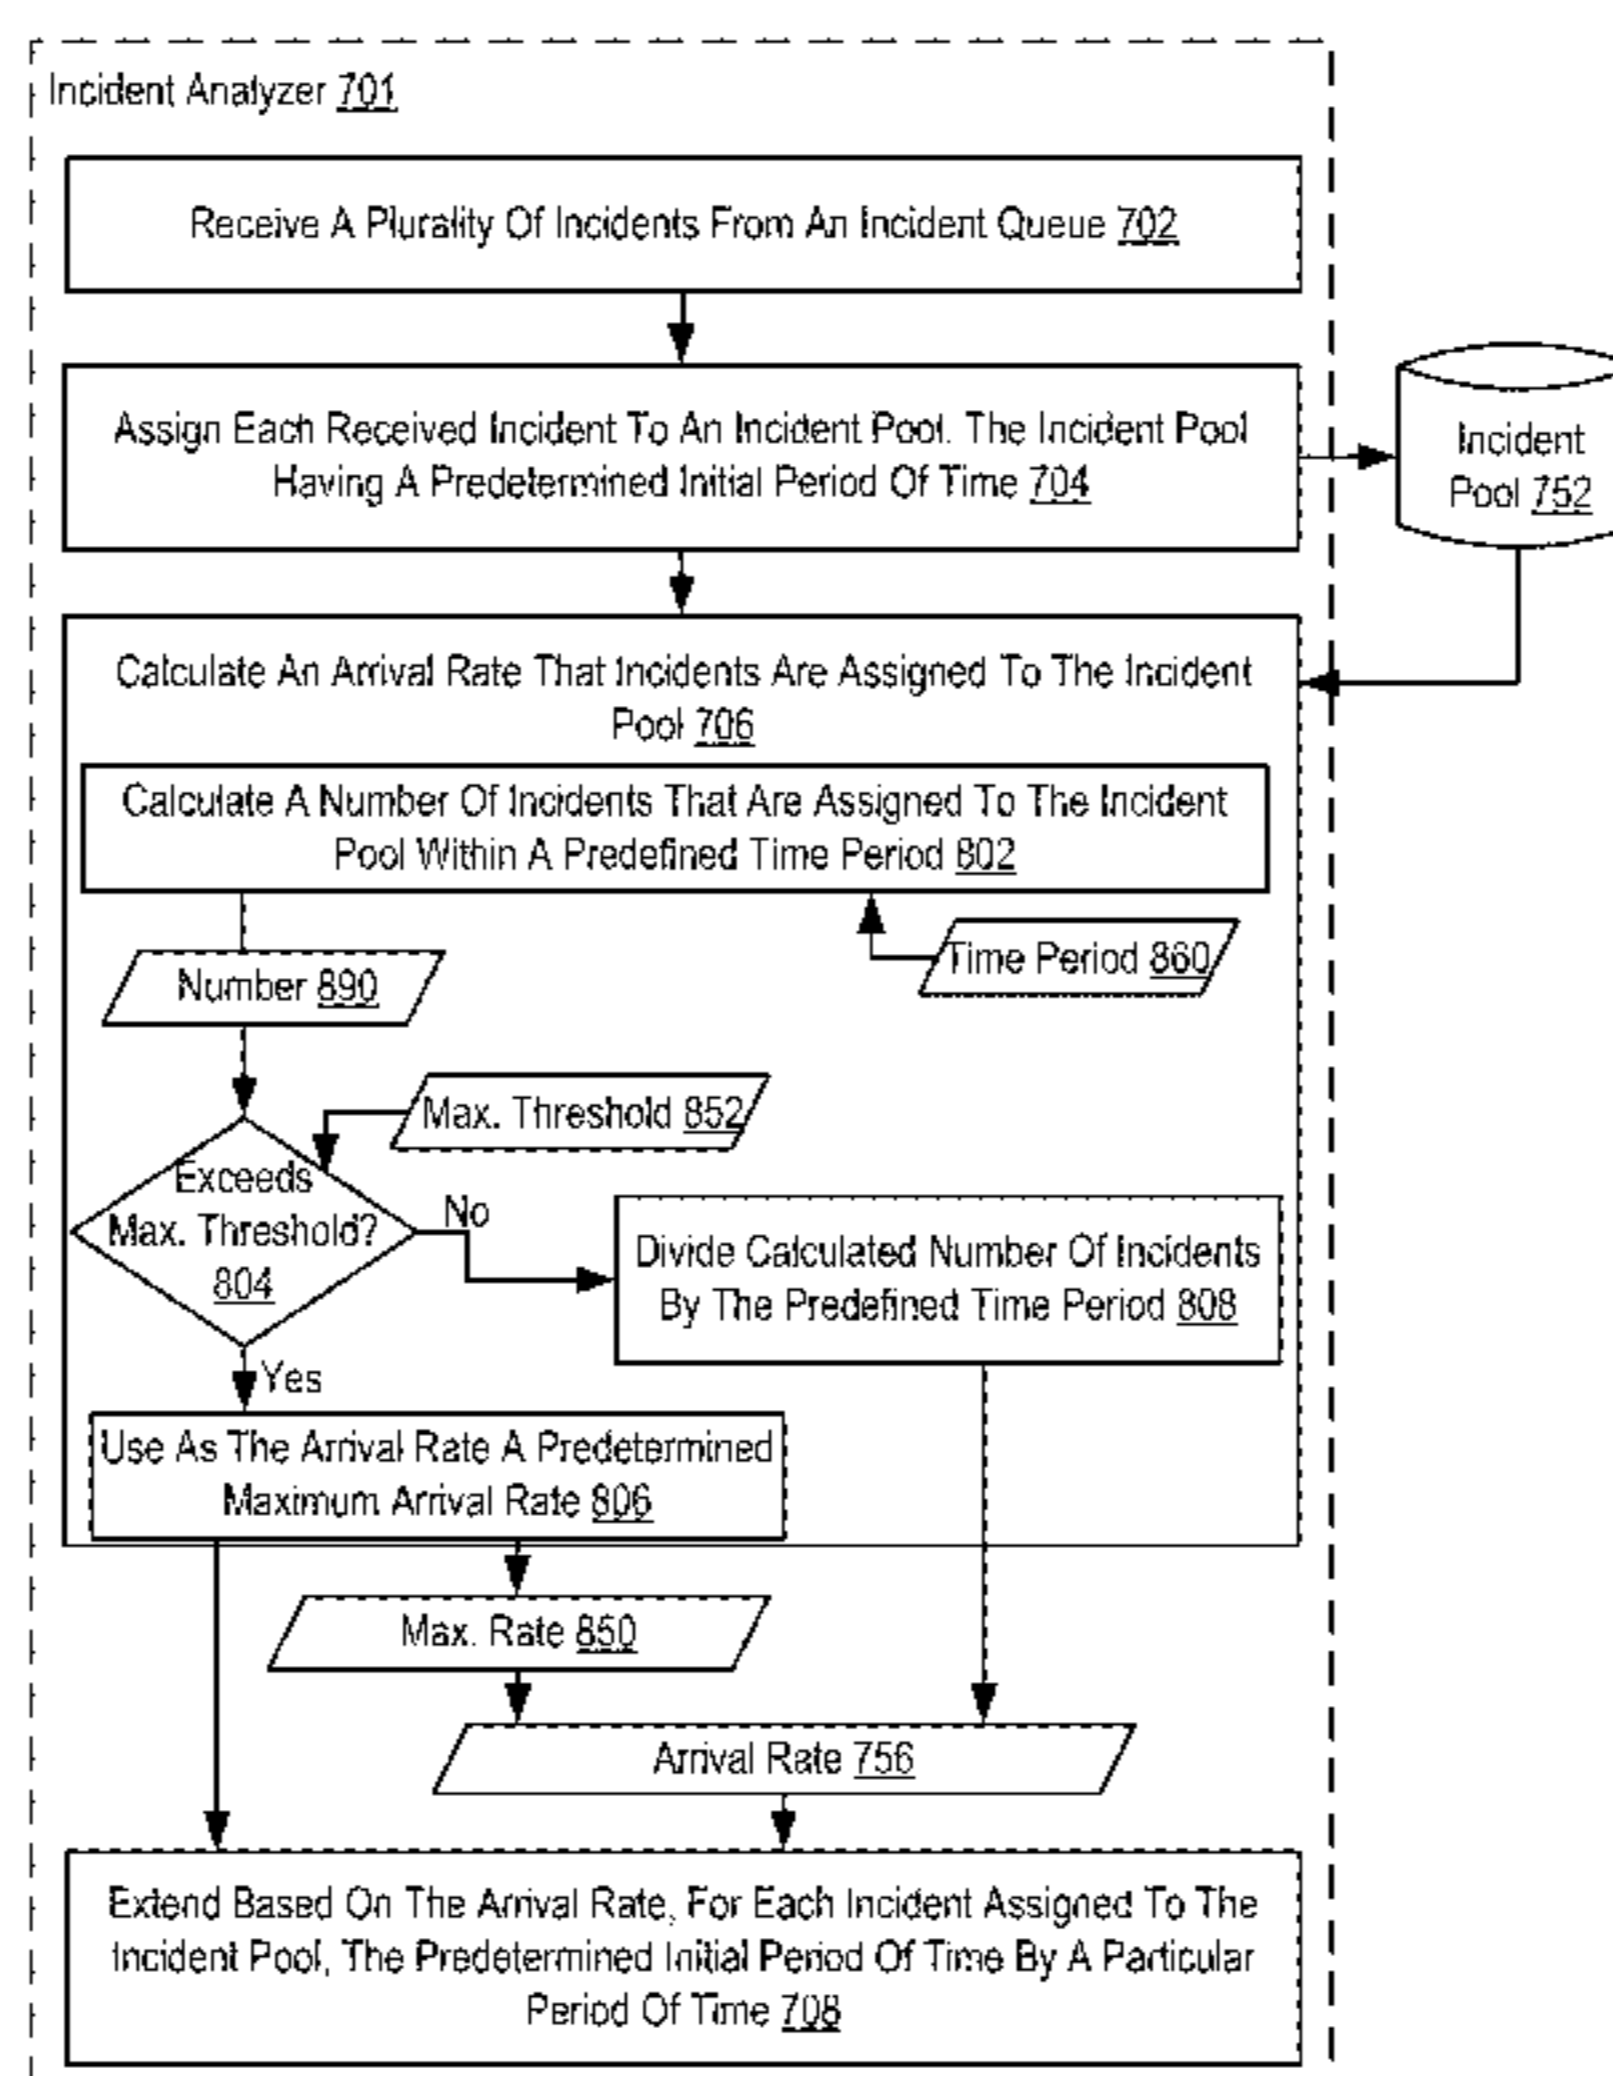 Incident Analyzer 701
Receive A Plurality Of Incidents From An Incident Queue 702
Assign Each Received Incident To An Incident Pool. The Incident Pool
Having A Predetermined Initial Period Of Time 704
Incident
Pool 752
Calculate An Arrival Rate That Incidents Are Assigned To The Incident
Pool 706
Calculate A Number Of Incidents That Are Assigned To The Incident
Pool Within A Predefined Time Period 802
Time Period 860
Number 890
Max. Threshold 852
Exceeds
Max. Threshold?
804
No
Divide Calculated Number Of Incidents
By The Predefined Time Period 808
Yes
Use As The Arrival Rate A Predetermined
Maximum Arrival Rate 806
Max. Rate 850
Arrival Rate 756
Extend Based On The Arrival Rate, For Each Incident Assigned To The
Incident Pool, The Predetermined Initial Period Of Time By A Particular
Period Of Time 708